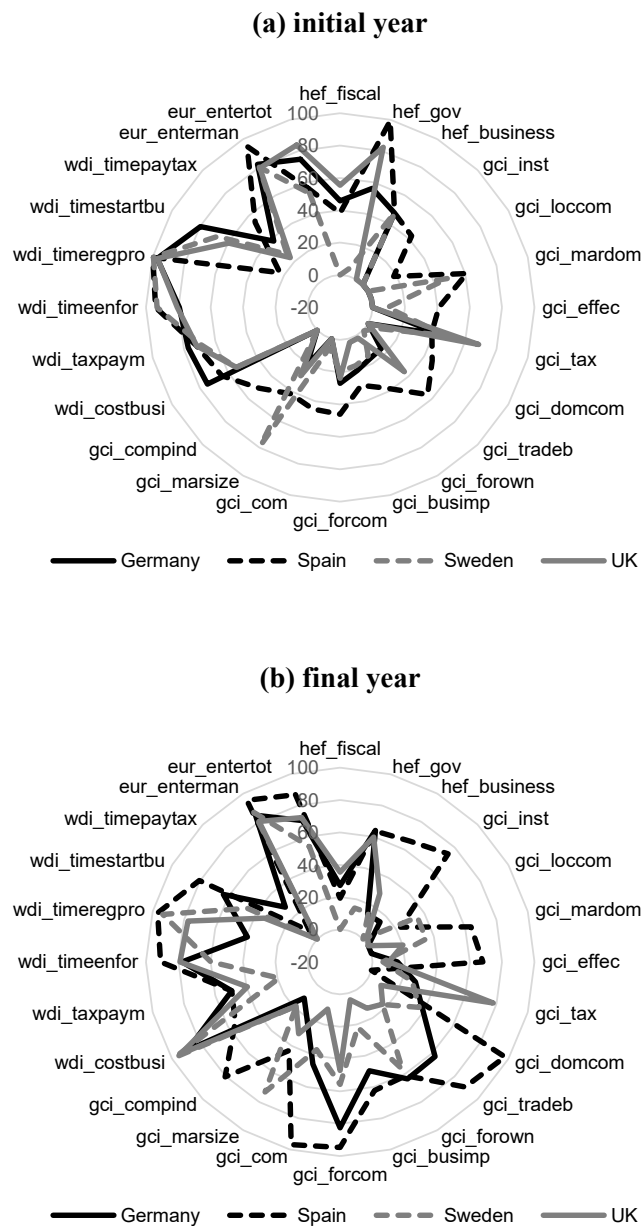 (a) initial year
hef_fiscal
eur_entertot
hef_gov
eur_enterman
hef_business
wdi_timepaytax
gci_inst
wdi_timestartbu
gci_loccom
wdi_timeregpro
gci_mardom
wdi_timeenfor
gci_effec
wdi_taxpaym
gci_tax
wdi_costbusi
gci_domcom
gci_compind
gci_tradeb
gci_marsize
gci_forown
gci_com
gci_busimp
gci_forcom
100
80
60
40
20
0
-20
Germany Spain Sweden UK
(b) final year
hef_fiscal
eur_entertot
hef_gov
eur_enterman
hef_business
wdi_timepaytax
gci_inst
wdi_timestartbu
gci_loccom
wdi_timeregpro
gci_mardom
wdi_timeenfor
gci_effec
wdi_taxpaym
gci_tax
wdi_costbusi
gci_domcom
gci_compind
gci_tradeb
gci_marsize
gci_forown
gci_com
gci_busimp
gci_forcom
100
80
60
40
20
0
-20
Germany Spain Sweden UK